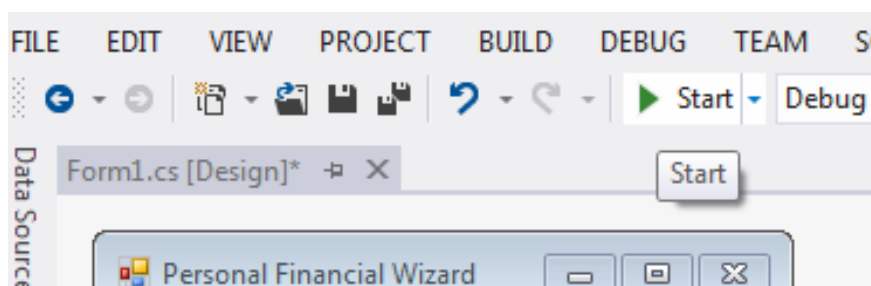 FILE EDIT VIEW PROJECT BUILD DEBUG TEAM
Start Debug
Form1.cs [Design]*
Start
Data Source
Personal Financial Wizard